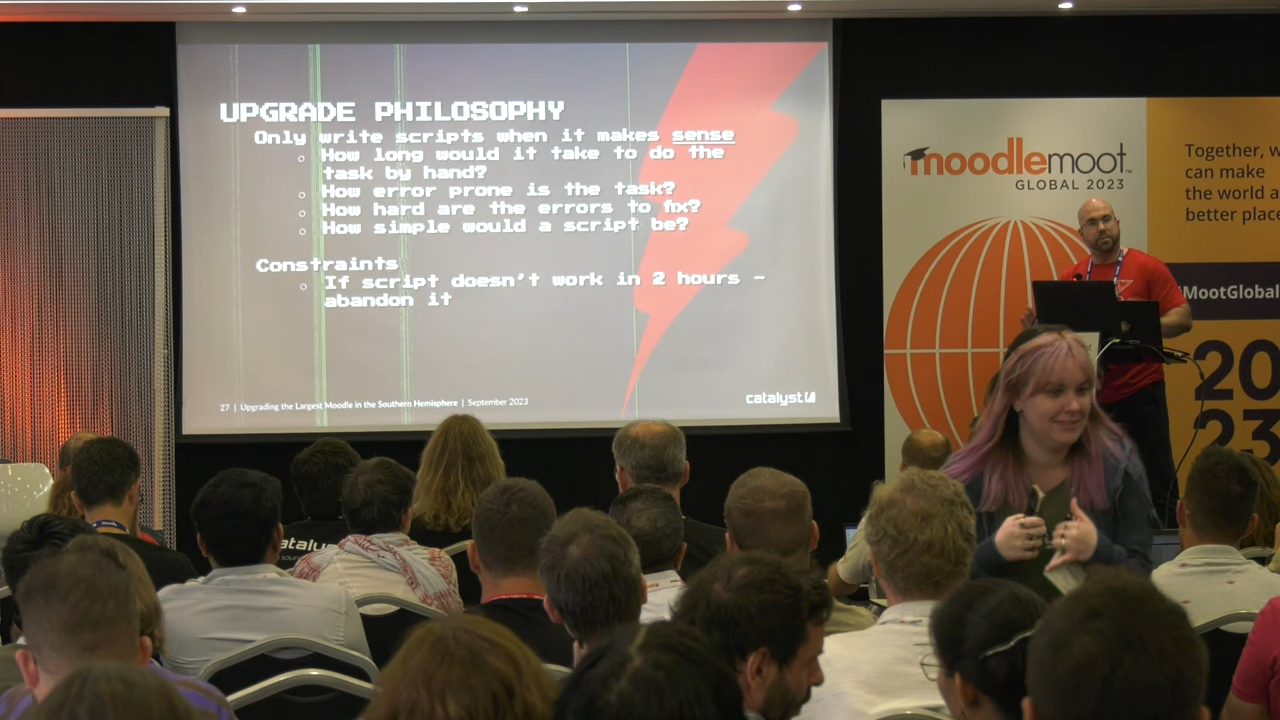 UPGRADE PHILOSOPHY
Only write scripts when it makes sense
How long would it take to do the
task by hand?
How error prone is the task?
How hard are the errors to fix?
How simple would a script be?
Constraints
If script doesn't work in 2 hours –
abandon it
27 | Upgrading the Largest Moodle in the Southern Hemisphere | September 2023
catalyst
moodlemoot
GLOBAL 2023
Together, w
can make
the world a
better place
MootGlobal
20
23